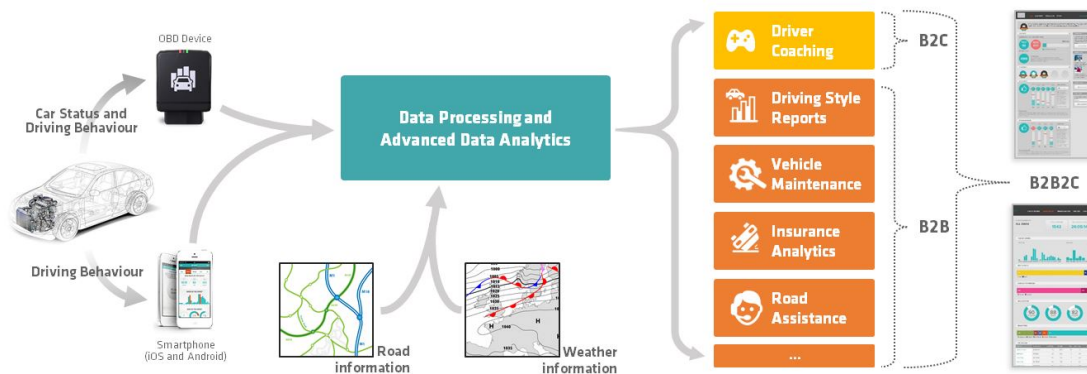 OBD Device
Car Status and
Driving Behaviour
Driving Behaviour
Smartphone
(iOS and Android)
Data Processing and
Advanced Data Analytics
Road
information
Weather
information
Driver
Coaching
Driving Style
Reports
Vehicle
Maintenance
Insurance
Analytics
Road
Assistance
...
B2C
B2B
B2B2C